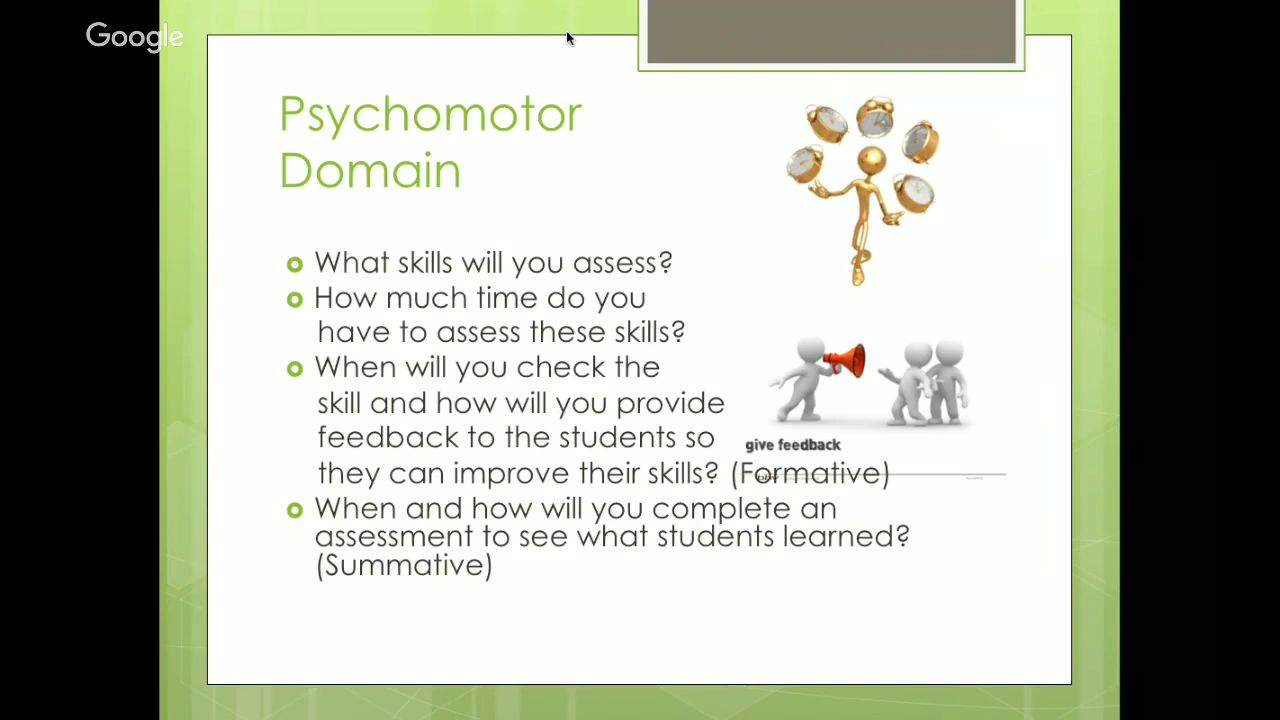 Google
Psychomotor
Domain
What skills will you assess?
How much time do you
have to assess these skills?
When will you check the
skill and how will you provide
feedback to the students so
give feedback
they can improve their skills? (Formative)
When and how will you complete an
assessment to see what students learned?
(Summative)